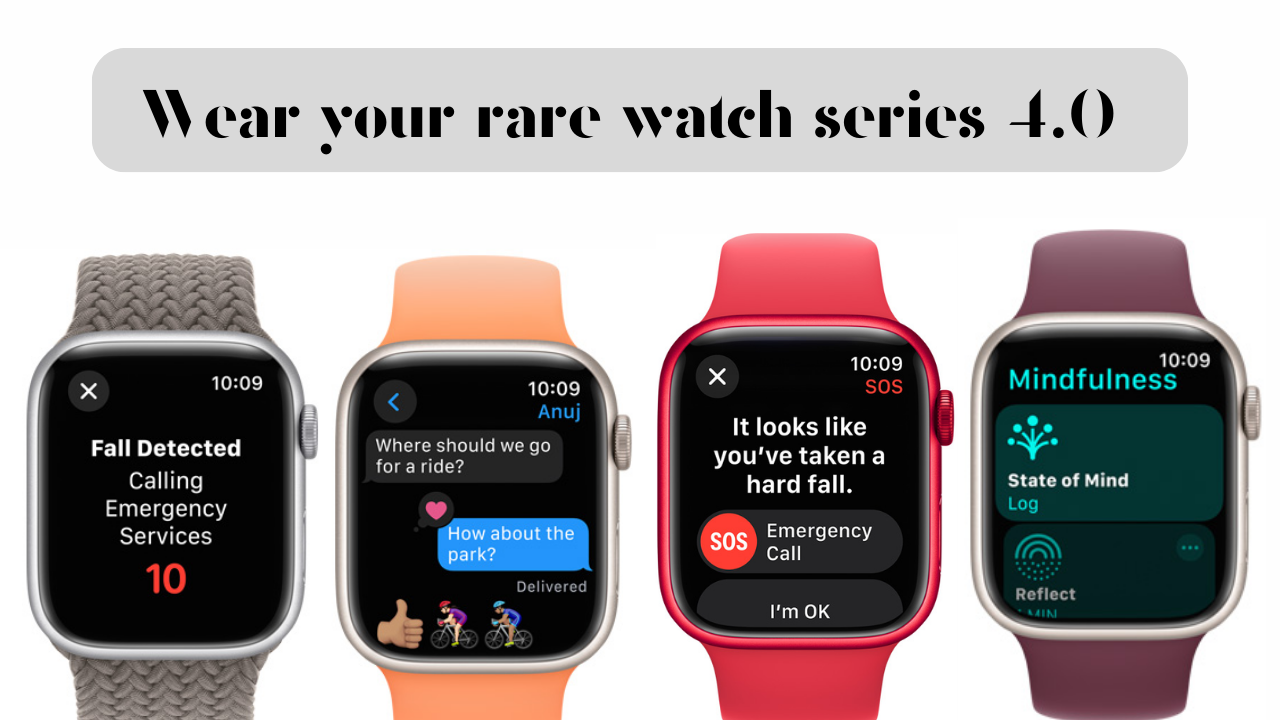 Wear your rare watch series 4.0
10:09
Fall Detected
Calling
Emergency
Services
10
10:09
Anuj
Where should we go
for a ride?
How about the
park?
Delivered
10:09
SOS
It looks like
you've taken a
hard fall.
SOS
Emergency
Call
I'm OK
10:09
Mindfulness
State of Mind
Log
Reflect
1 MIN